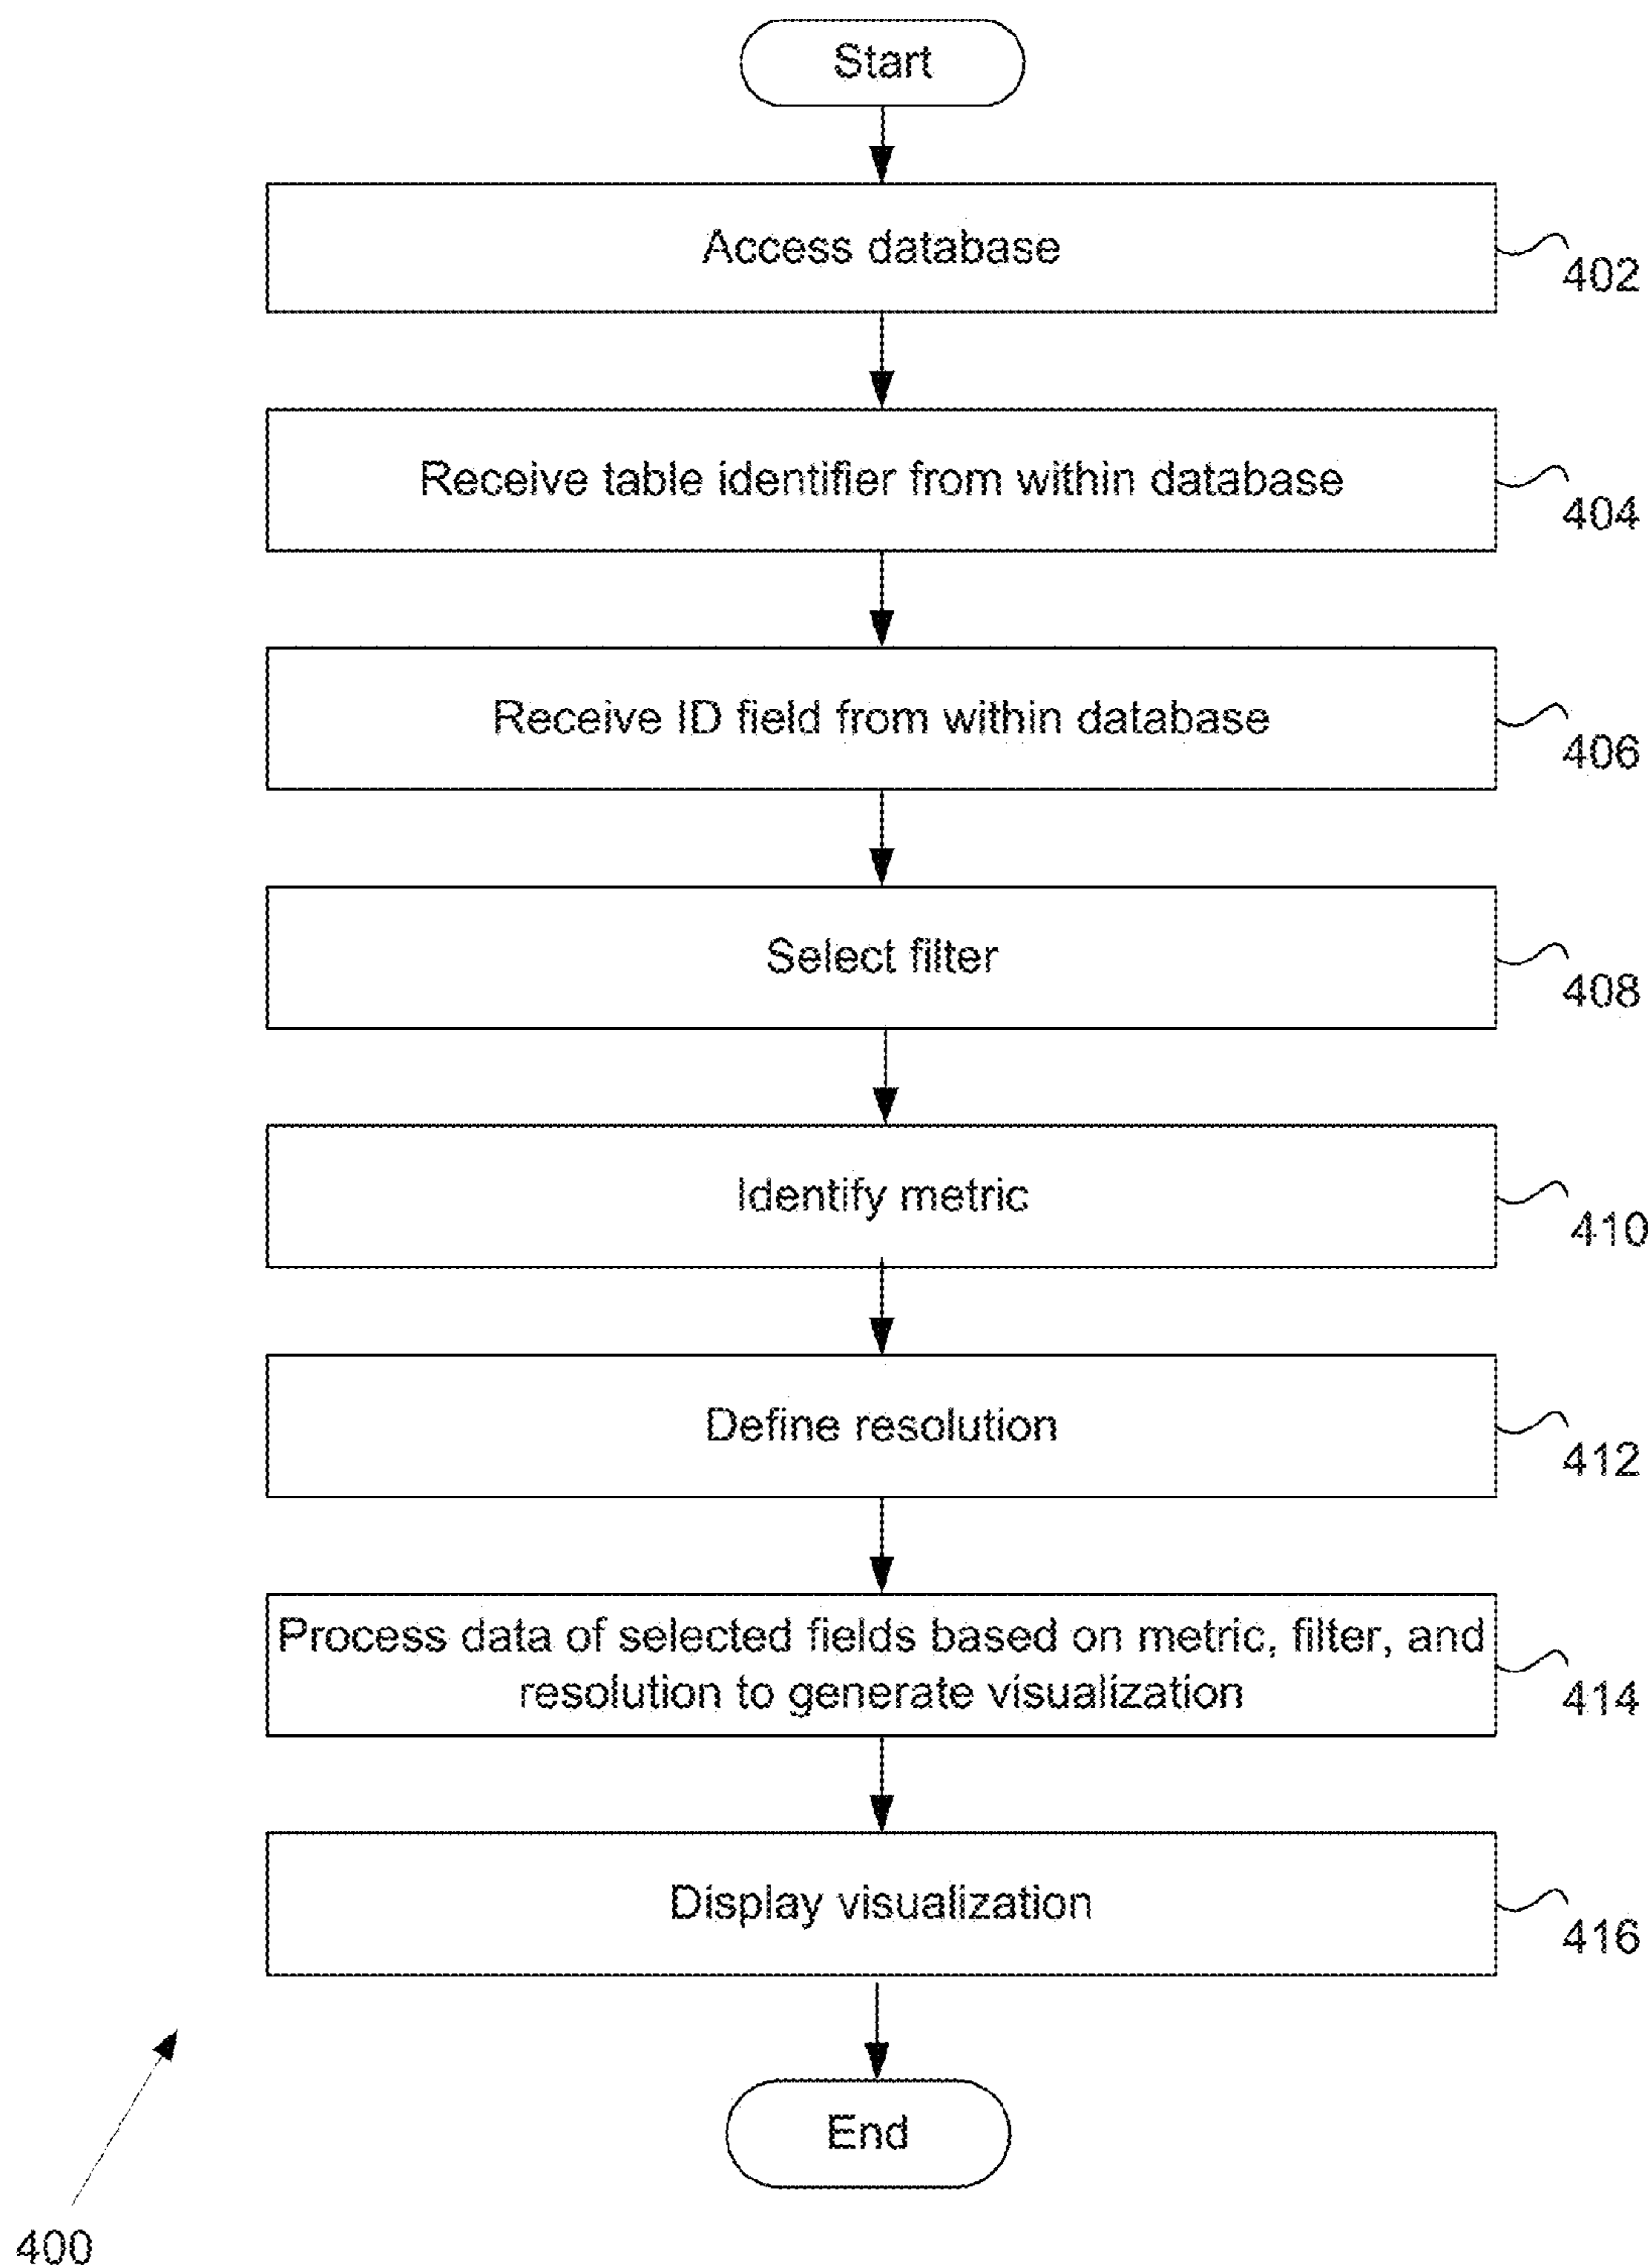 Start
Access database
402
Receive table identifier from within database
404
Receive ID field from within database
406
Select filter
408
Identify metric
410
Define resolution
412
Process data of selected fields based on metric, filter, and
resolution to generate visualization
414
Display visualization
416
End
400